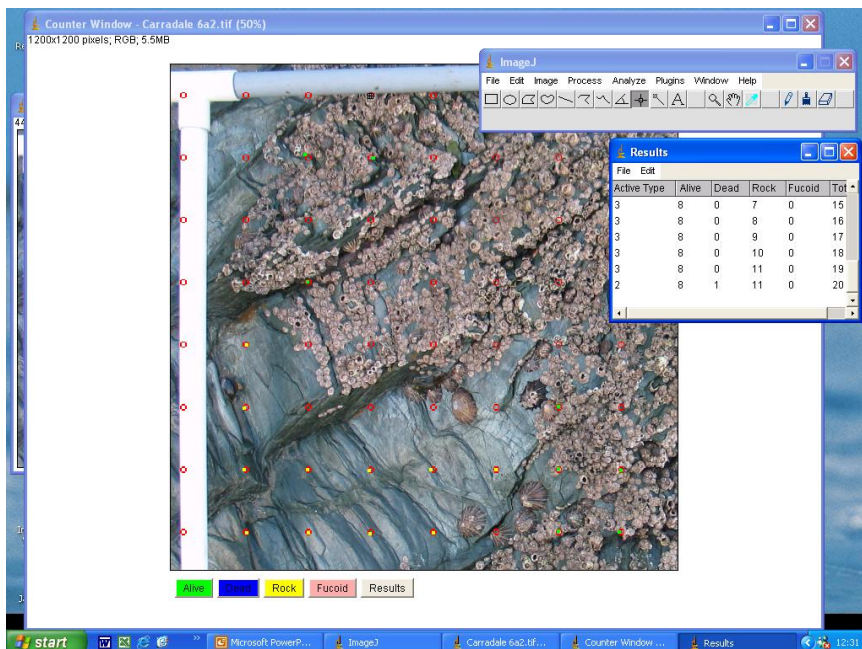 Counter Window - Carradale 6a2.tif (50%)
1200x1200 pixels; RGB; 5.5MB
ImageJ
File Edit Image Process Analyze Plugins Window Help
Results
File Edit
Active Type Alive Dead Rock Fucoid Tot
3 8 0 7 0 15
3 8 0 8 0 16
3 8 0 9 0 17
3 8 0 10 0 18
3 8 0 11 0 19
2 8 1 11 0 20
Alive Dead Rock Fucoid Results
start Microsoft PowerP... ImageJ Carradale 6a2.tif... Counter Window ... Results 12:31